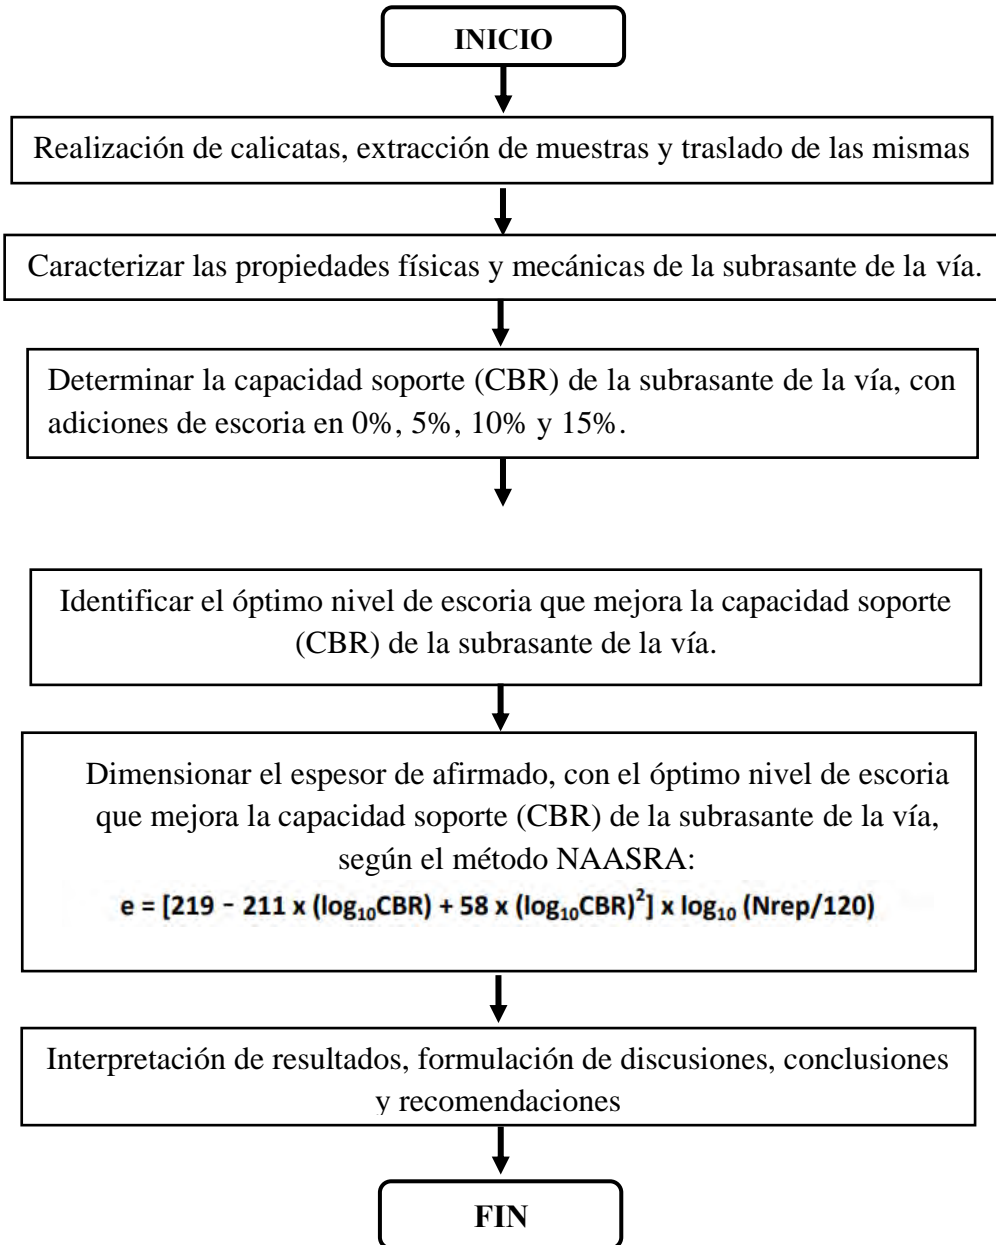 INICIO
Realización de calicatas, extracción de muestras y traslado de las mismas
Caracterizar las propiedades físicas y mecánicas de la subrasante de la vía.
Determinar la capacidad soporte (CBR) de la subrasante de la vía, con
adiciones de escoria en 0%, 5%, 10% y 15%.
Identificar el óptimo nivel de escoria que mejora la capacidad soporte
(CBR) de la subrasante de la vía.
Dimensionar el espesor de afirmado, con el óptimo nivel de escoria
que mejora la capacidad soporte (CBR) de la subrasante de la vía,
según el método NAASRA:
e = [219 − 211 x (log₁₀CBR) + 58 x (log₁₀CBR)²] x log₁₀ (Nrep/120)
Interpretación de resultados, formulación de discusiones, conclusiones
y recomendaciones
FIN